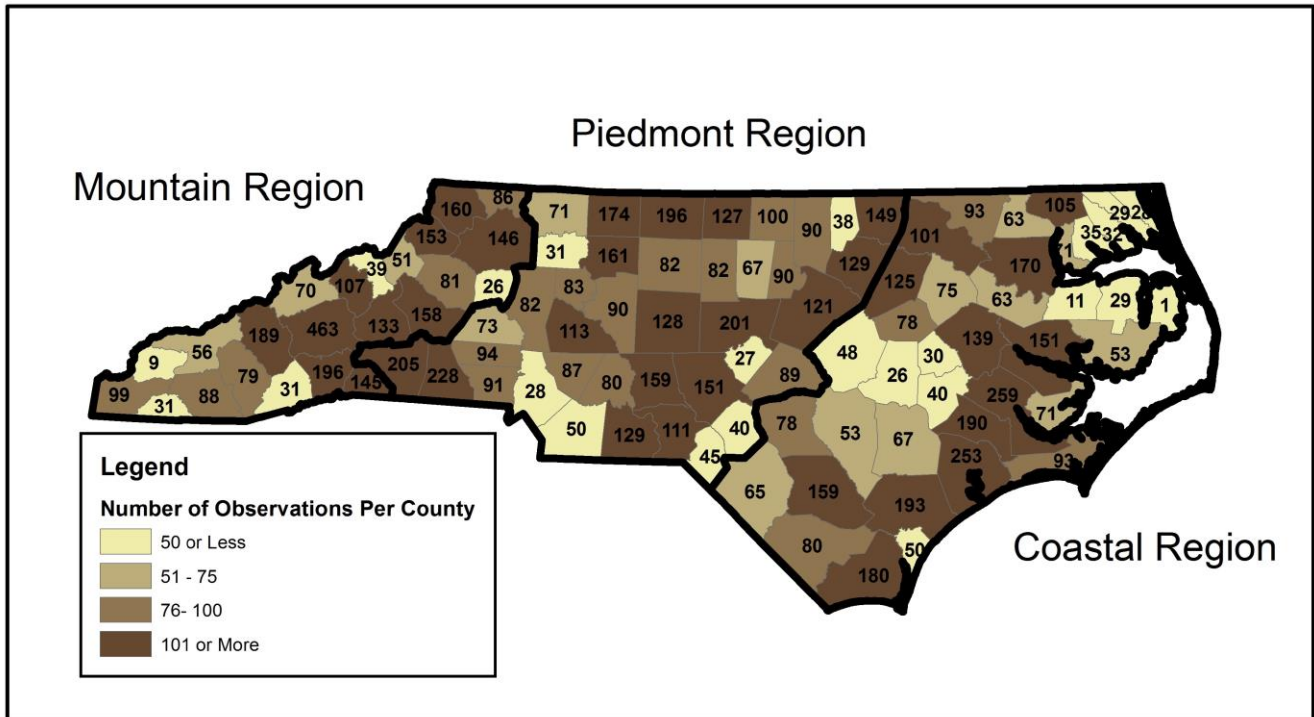 Piedmont Region
Mountain Region
160 86 71 174 196 127 100 90 38 149 101 93 63 105 35 32 29 28
153 146 31 161 82 82 67 90 129 125 170 71
39 51 81 26 82 83 90 121 75 63 11 29 1
70 107 133 158 73 113 128 201 78 139 151 53
189 463 94 87 80 159 151 27 89 48 26 30 40 259 71
9 56 79 31 196 145 205 228 91 28 190
99 31 88 50 129 111 45 40 78 53 67 253 93
65 159 193
80 180 50
Coastal Region
Legend
Number of Observations Per County
50 or Less
51 - 75
76- 100
101 or More